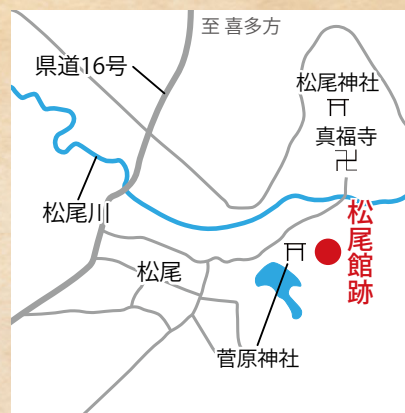 至 喜多方
県道16号
松尾神社
真福寺
松尾川
松尾館跡
松尾
菅原神社